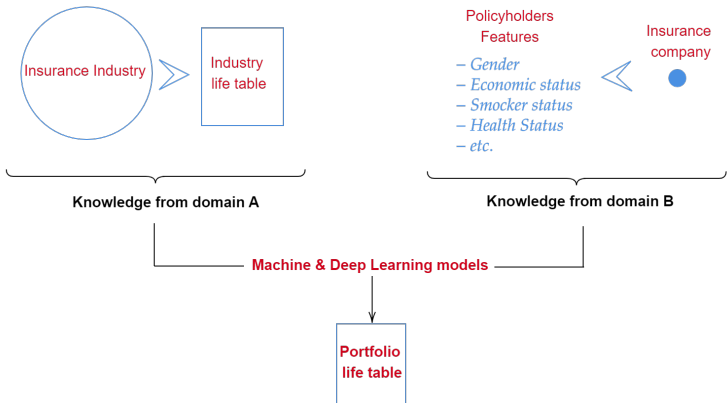 Insurance Industry
Industry
life table
Policyholders
Features
– Gender
– Economic status
– Smocker status
– Health Status
– etc.
Insurance
company
Knowledge from domain A
Knowledge from domain B
Machine & Deep Learning models
Portfolio
life table